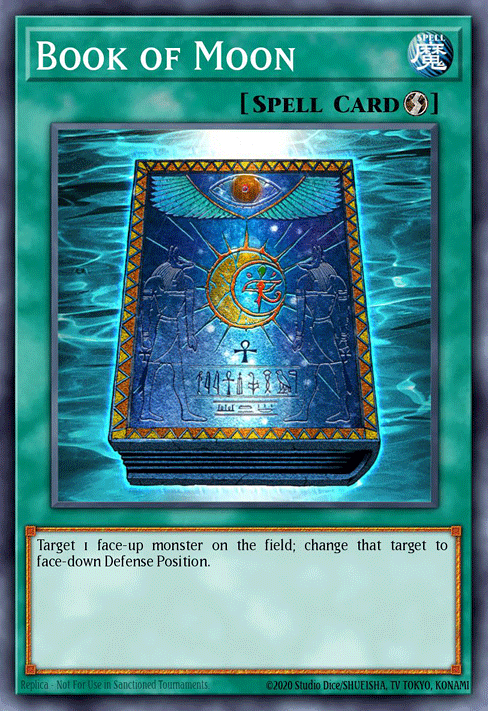 Book of Moon
SPELL
魔
[Spell Card]
Target 1 face-up monster on the field; change that target to
face-down Defense Position.
Replica - Not For Use in Sanctioned Tournaments
©2020 Studio Dice/SHUEISHA, TV TOKYO, KONAMI